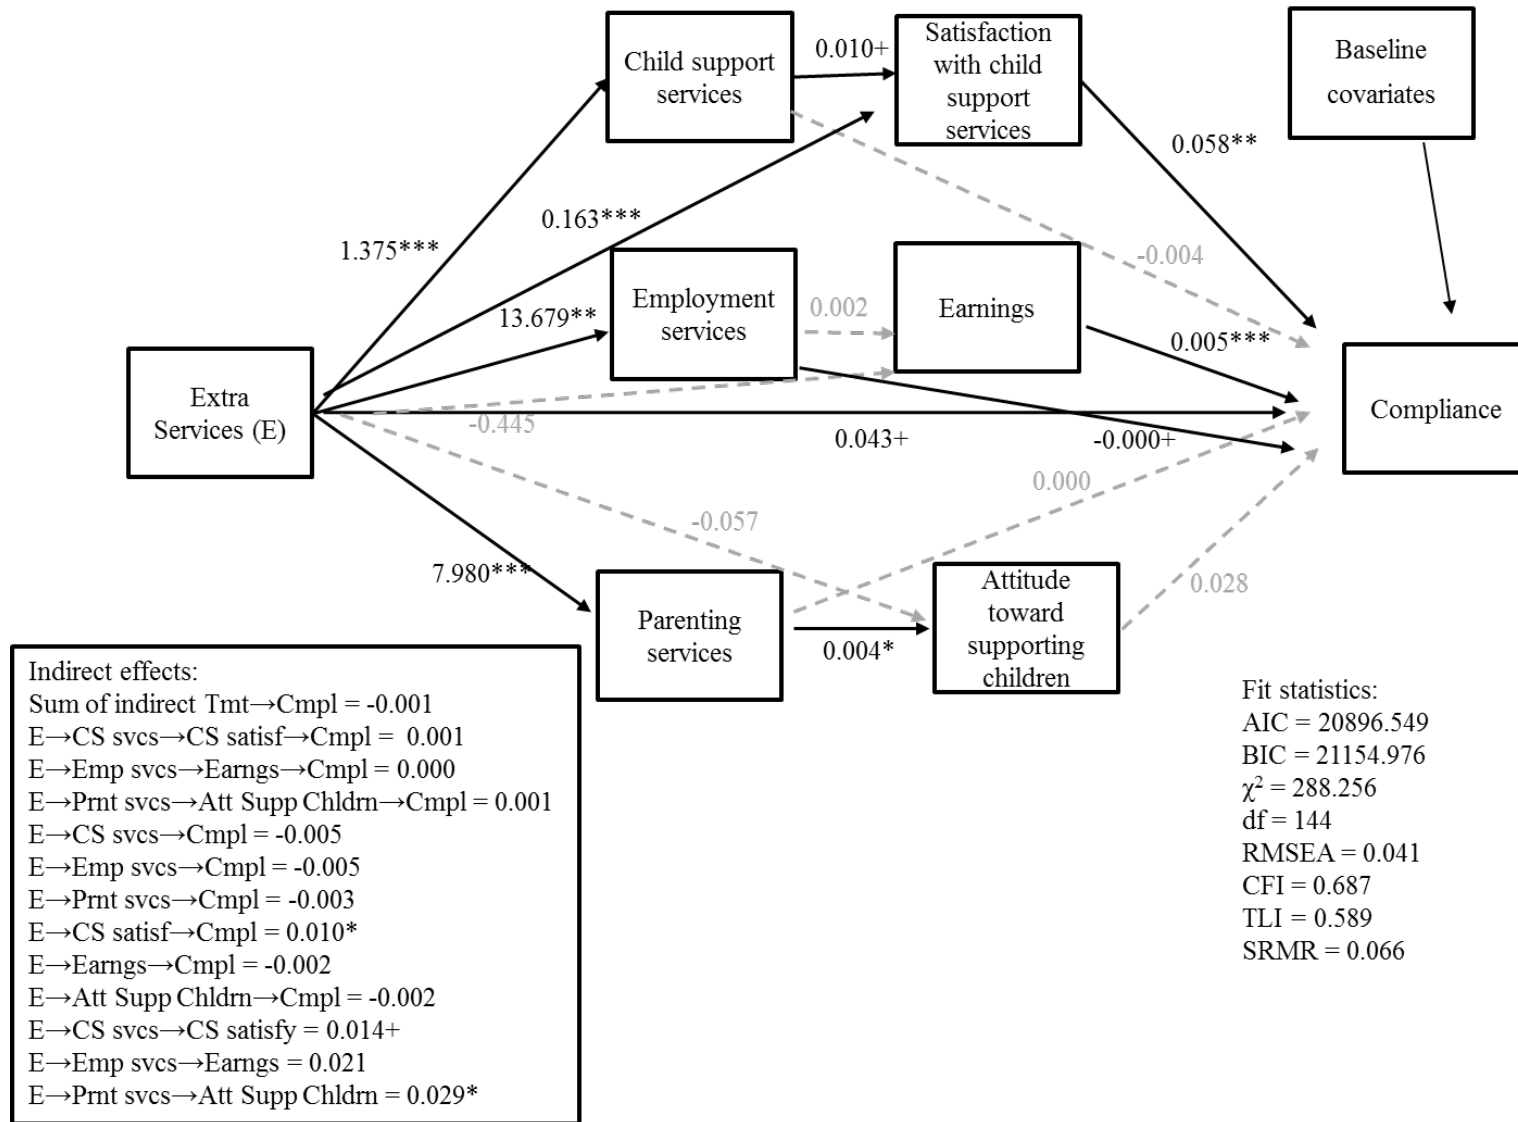 Child support
services
0.010+
Satisfaction
with child
support
services
Baseline
covariates
0.058**
0.163***
1.375***
-0.004
Employment
services
0.002
Earnings
13.679**
0.005***
Extra
Services (E)
-0.445
0.043+
-0.000+
Compliance
0.000
-0.057
7.980***
0.028
Parenting
services
0.004*
Attitude
toward
supporting
children
Indirect effects:
Sum of indirect Tmt→Cmpl = -0.001
E→CS svcs→CS satisf→Cmpl =  0.001
E→Emp svcs→Earngs→Cmpl = 0.000
E→Prnt svcs→Att Supp Chldrn→Cmpl = 0.001
E→CS svcs→Cmpl = -0.005
E→Emp svcs→Cmpl = -0.005
E→Prnt svcs→Cmpl = -0.003
E→CS satisf→Cmpl = 0.010*
E→Earngs→Cmpl = -0.002
E→Att Supp Chldrn→Cmpl = -0.002
E→CS svcs→CS satisfy = 0.014+
E→Emp svcs→Earngs = 0.021
E→Prnt svcs→Att Supp Chldrn = 0.029*
Fit statistics:
AIC = 20896.549
BIC = 21154.976
χ² = 288.256
df = 144
RMSEA = 0.041
CFI = 0.687
TLI = 0.589
SRMR = 0.066